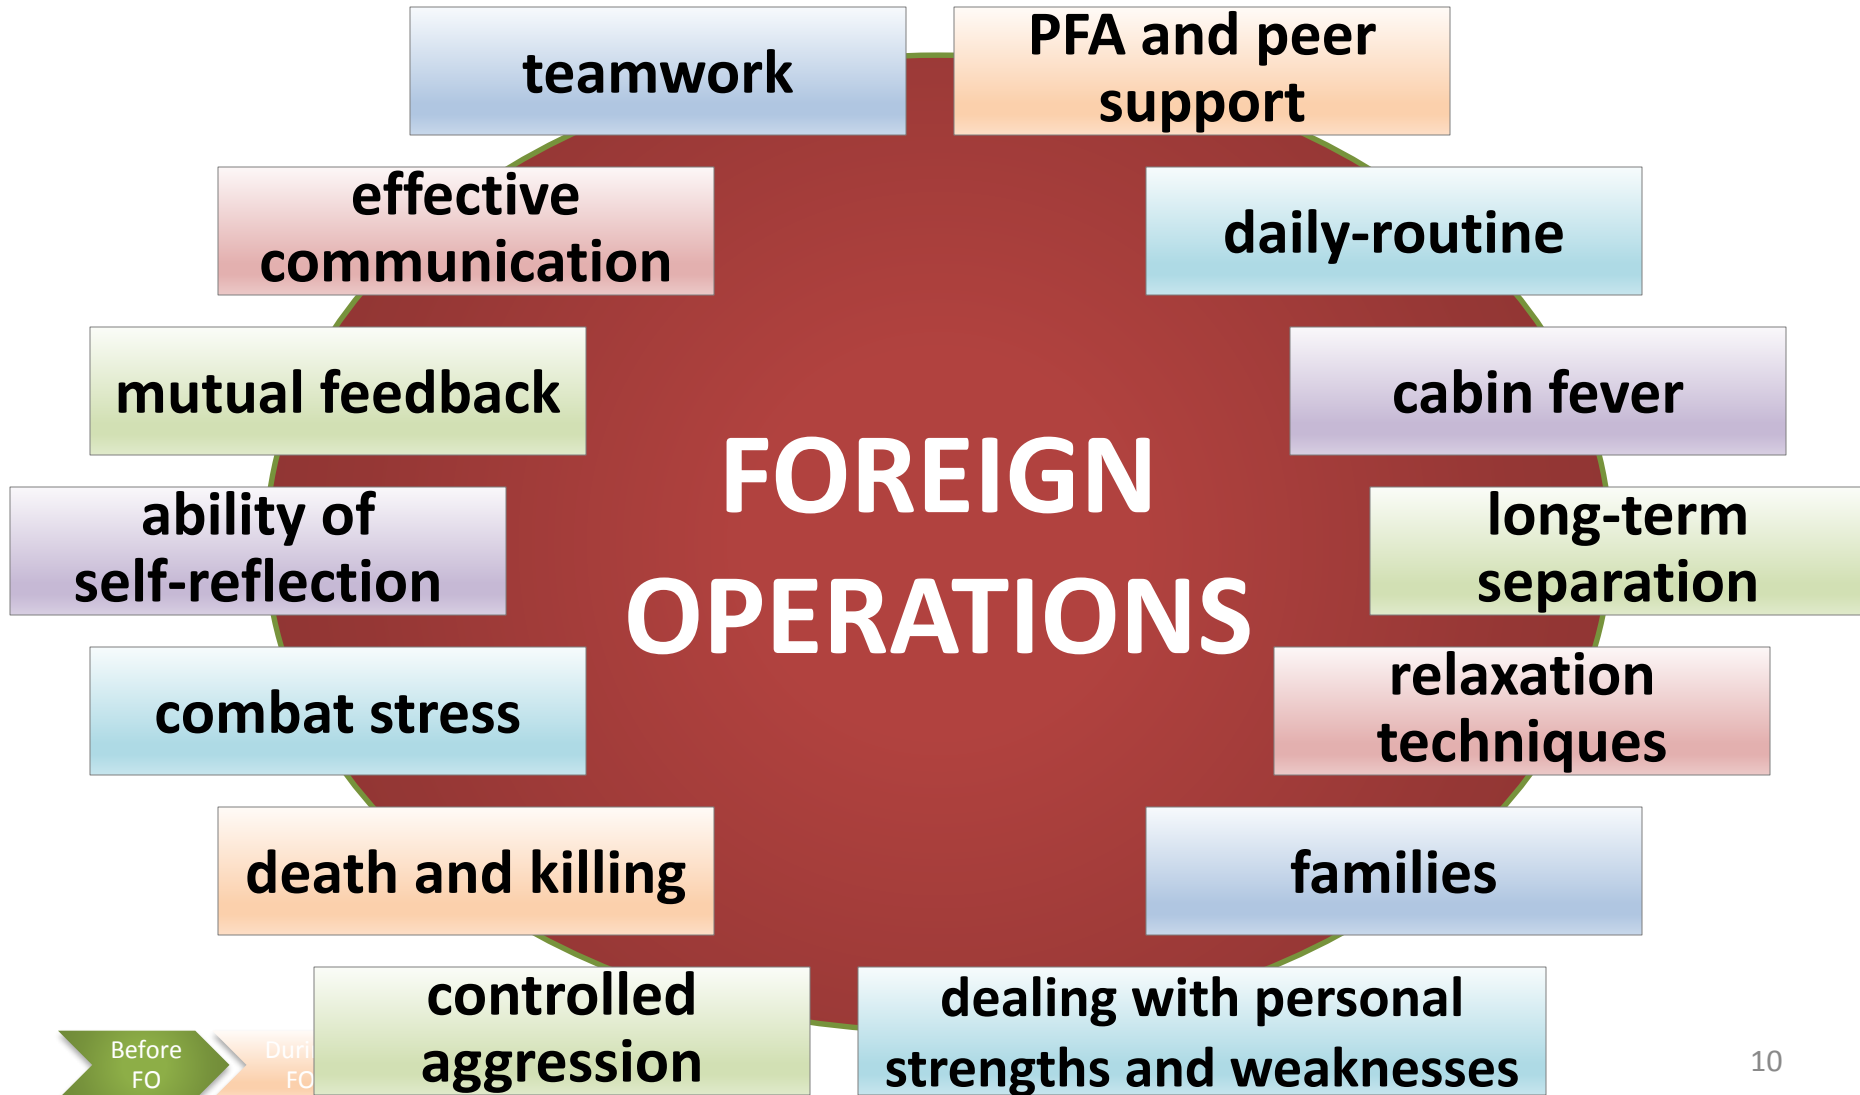 teamwork
PFA and peer
support
effective
communication
daily-routine
mutual feedback
cabin fever
FOREIGN
OPERATIONS
ability of
self-reflection
long-term
separation
combat stress
relaxation
techniques
death and killing
families
controlled
aggression
dealing with personal
strengths and weaknesses
Before
FO
FO
10